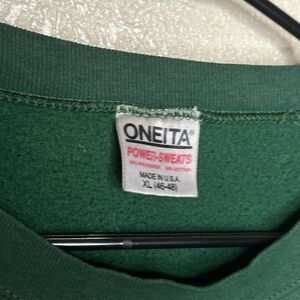 ONEITA®
POWER-SWEATS
MADE IN U.S.A.
XL (46-48)